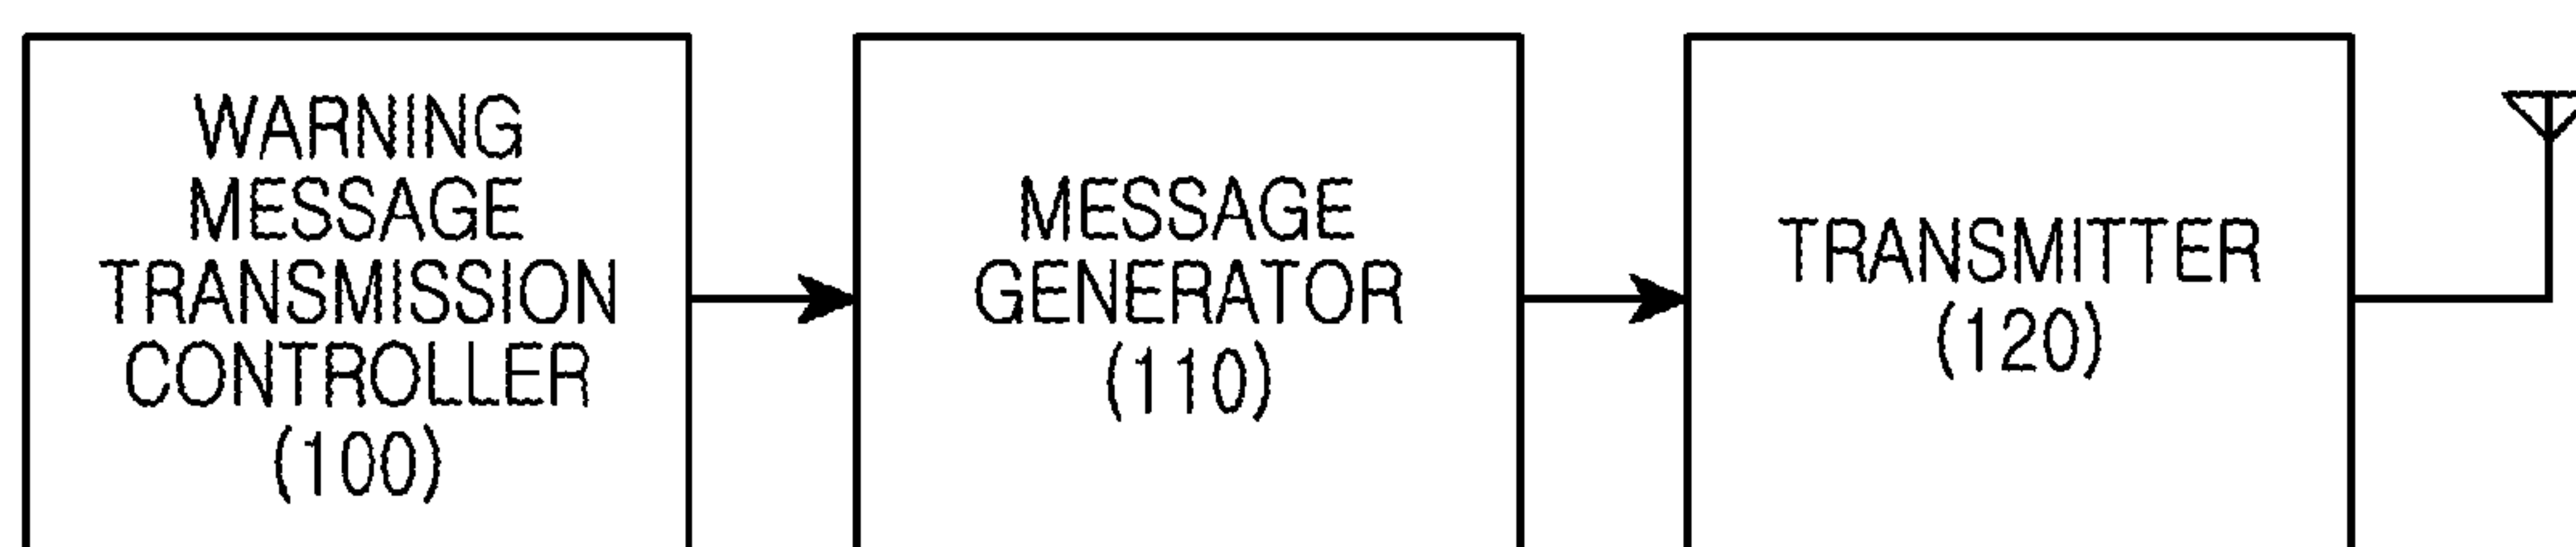 WARNING
MESSAGE
TRANSMISSION
CONTROLLER
(100)
MESSAGE
GENERATOR
(110)
TRANSMITTER
(120)